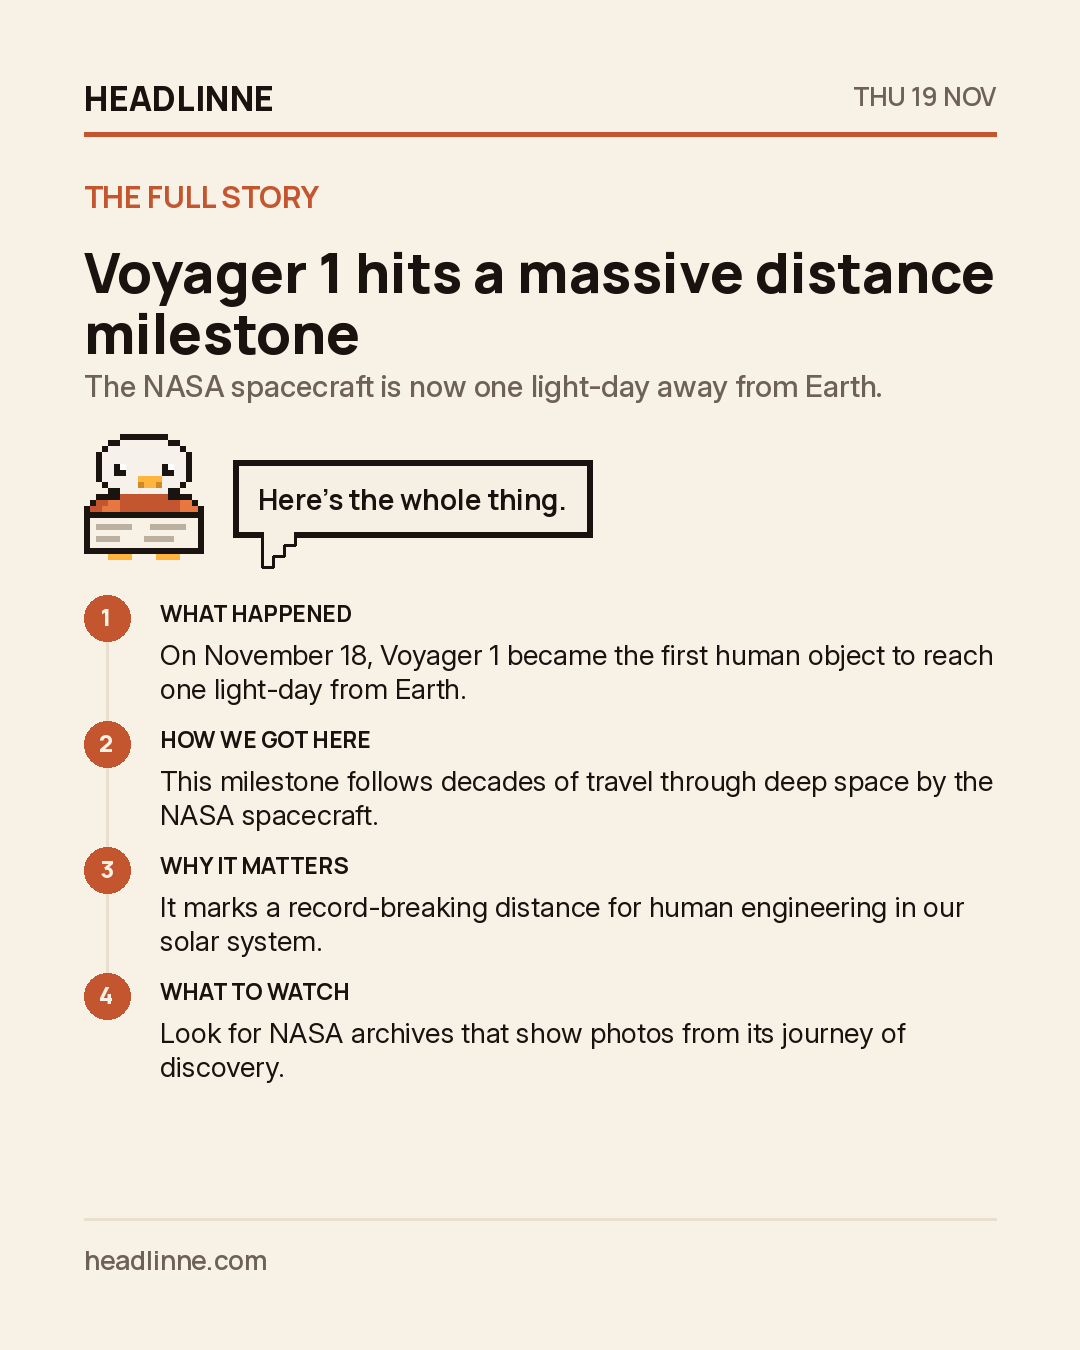 HEADLINNE
THU 19 NOV
THE FULL STORY
Voyager 1 hits a massive distance
milestone
The NASA spacecraft is now one light-day away from Earth.
Here’s the whole thing.
1
WHAT HAPPENED
On November 18, Voyager 1 became the first human object to reach
one light-day from Earth.
2
HOW WE GOT HERE
This milestone follows decades of travel through deep space by the
NASA spacecraft.
3
WHY IT MATTERS
It marks a record-breaking distance for human engineering in our
solar system.
4
WHAT TO WATCH
Look for NASA archives that show photos from its journey of
discovery.
headlinne.com